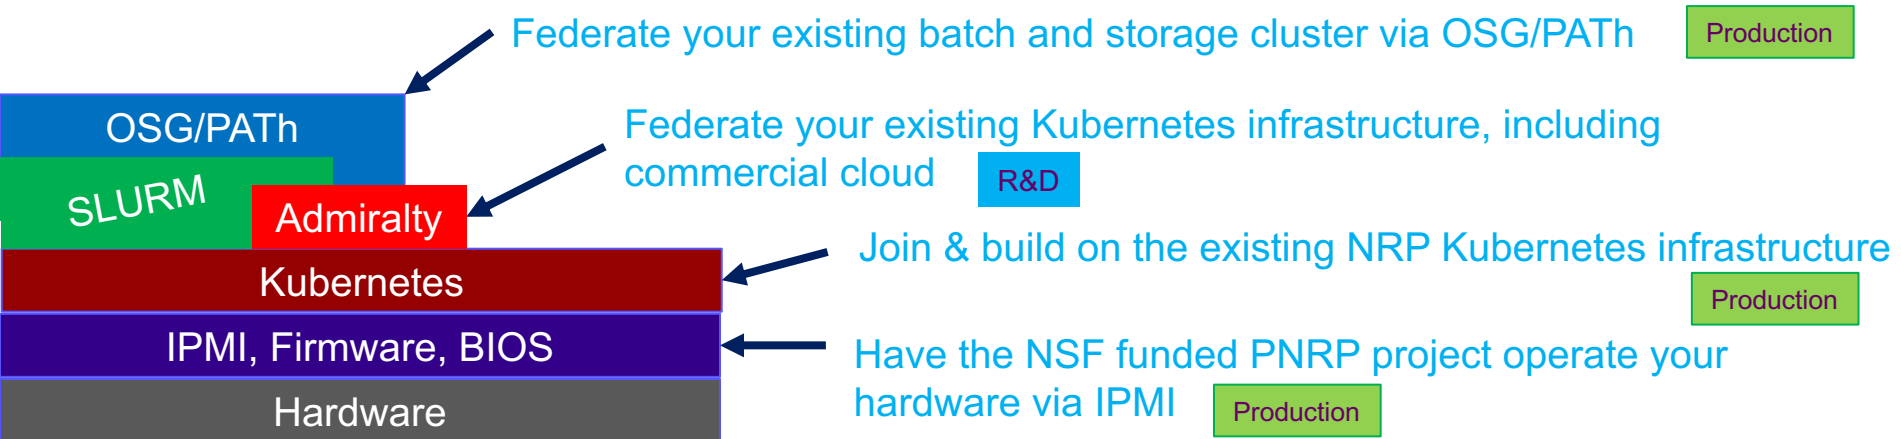 Federate your existing batch and storage cluster via OSG/PATh
Production
OSG/PATh
Federate your existing Kubernetes infrastructure, including
commercial cloud
R&D
SLURM
Admiralty
Join & build on the existing NRP Kubernetes infrastructure
Production
Kubernetes
IPMI, Firmware, BIOS
Have the NSF funded PNRP project operate your
hardware via IPMI
Production
Hardware